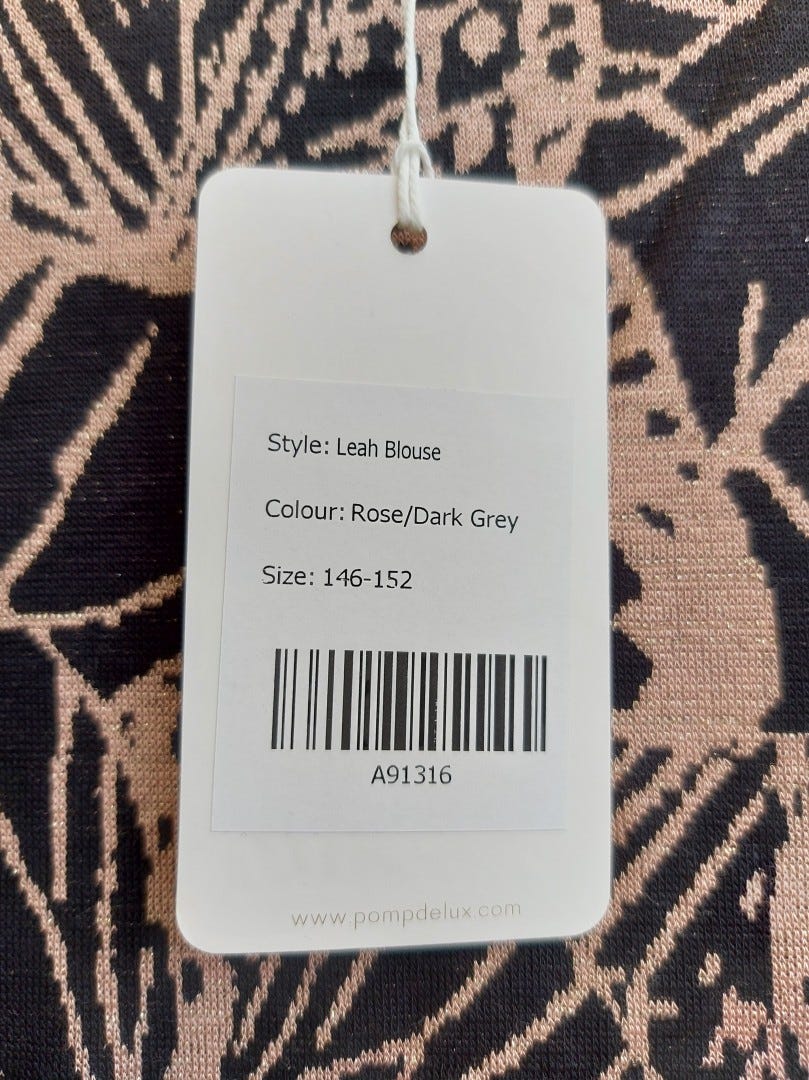 Style: Leah Blouse
Colour: Rose/Dark Grey
Size: 146-152
A91316
www.pompdelux.com